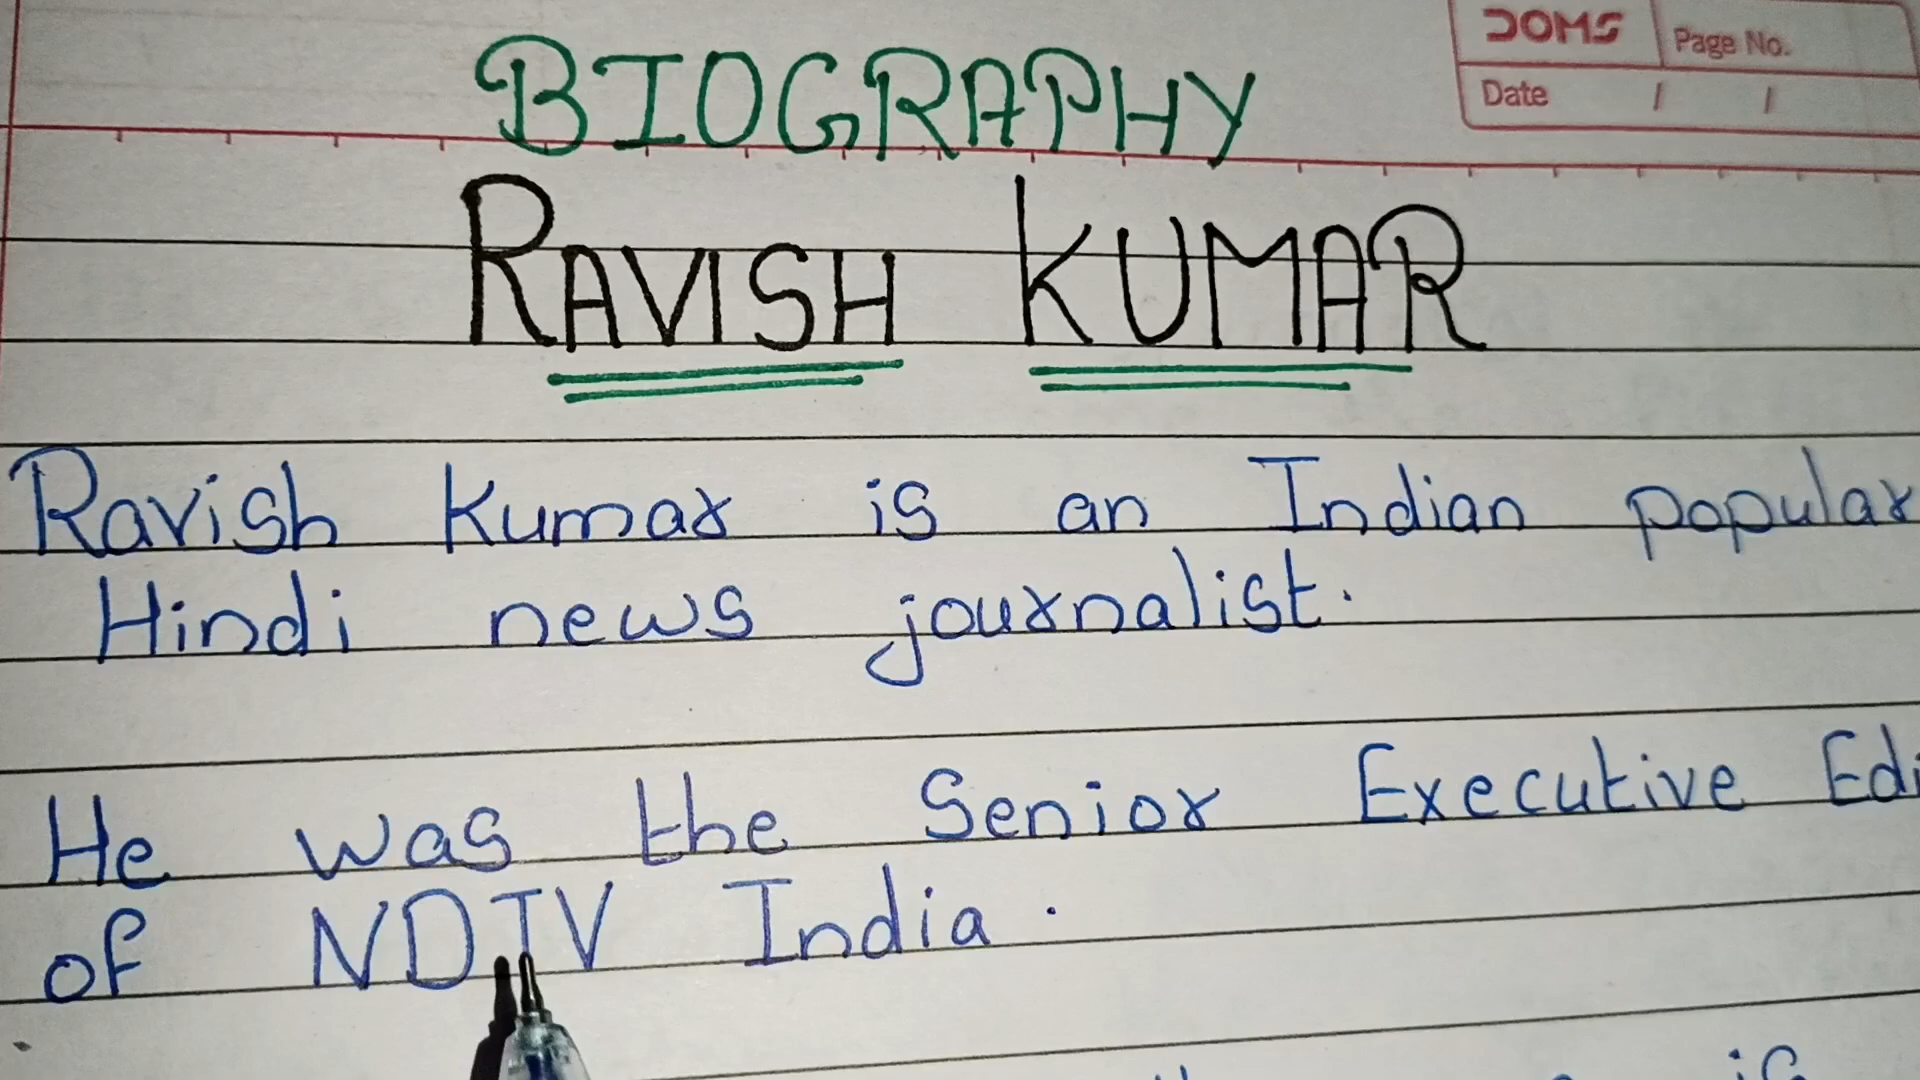 DOMS
Page No.
Date / /
BIOGRAPHY
RAVISH KUMAR
Ravish Kumar is an Indian popular
Hindi news journalist.
He was the Senior Executive Edi
of NDTV India.